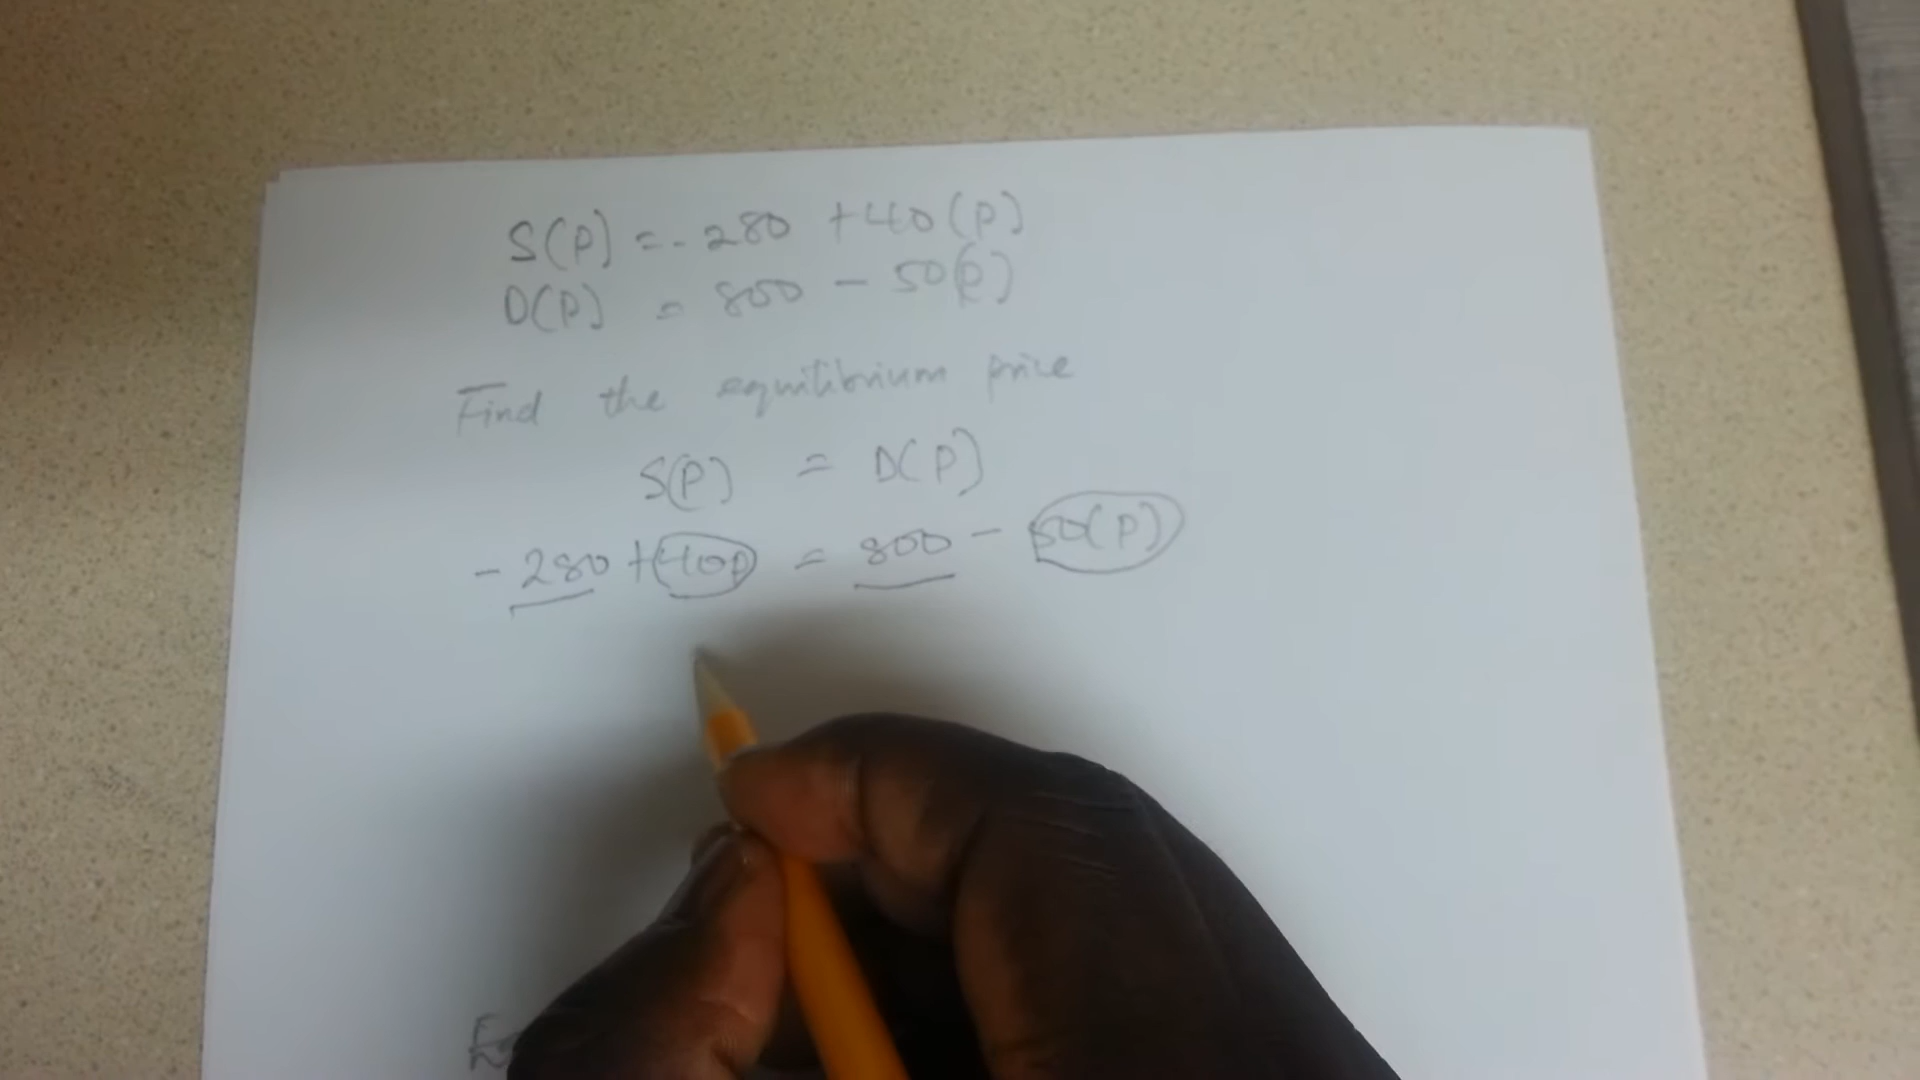 S(P) = -280 + 40(P)
D(P) = 800 - 50(P)
Find the equilibrium price
S(P) = D(P)
-280 + 40P = 800 - 50(P)